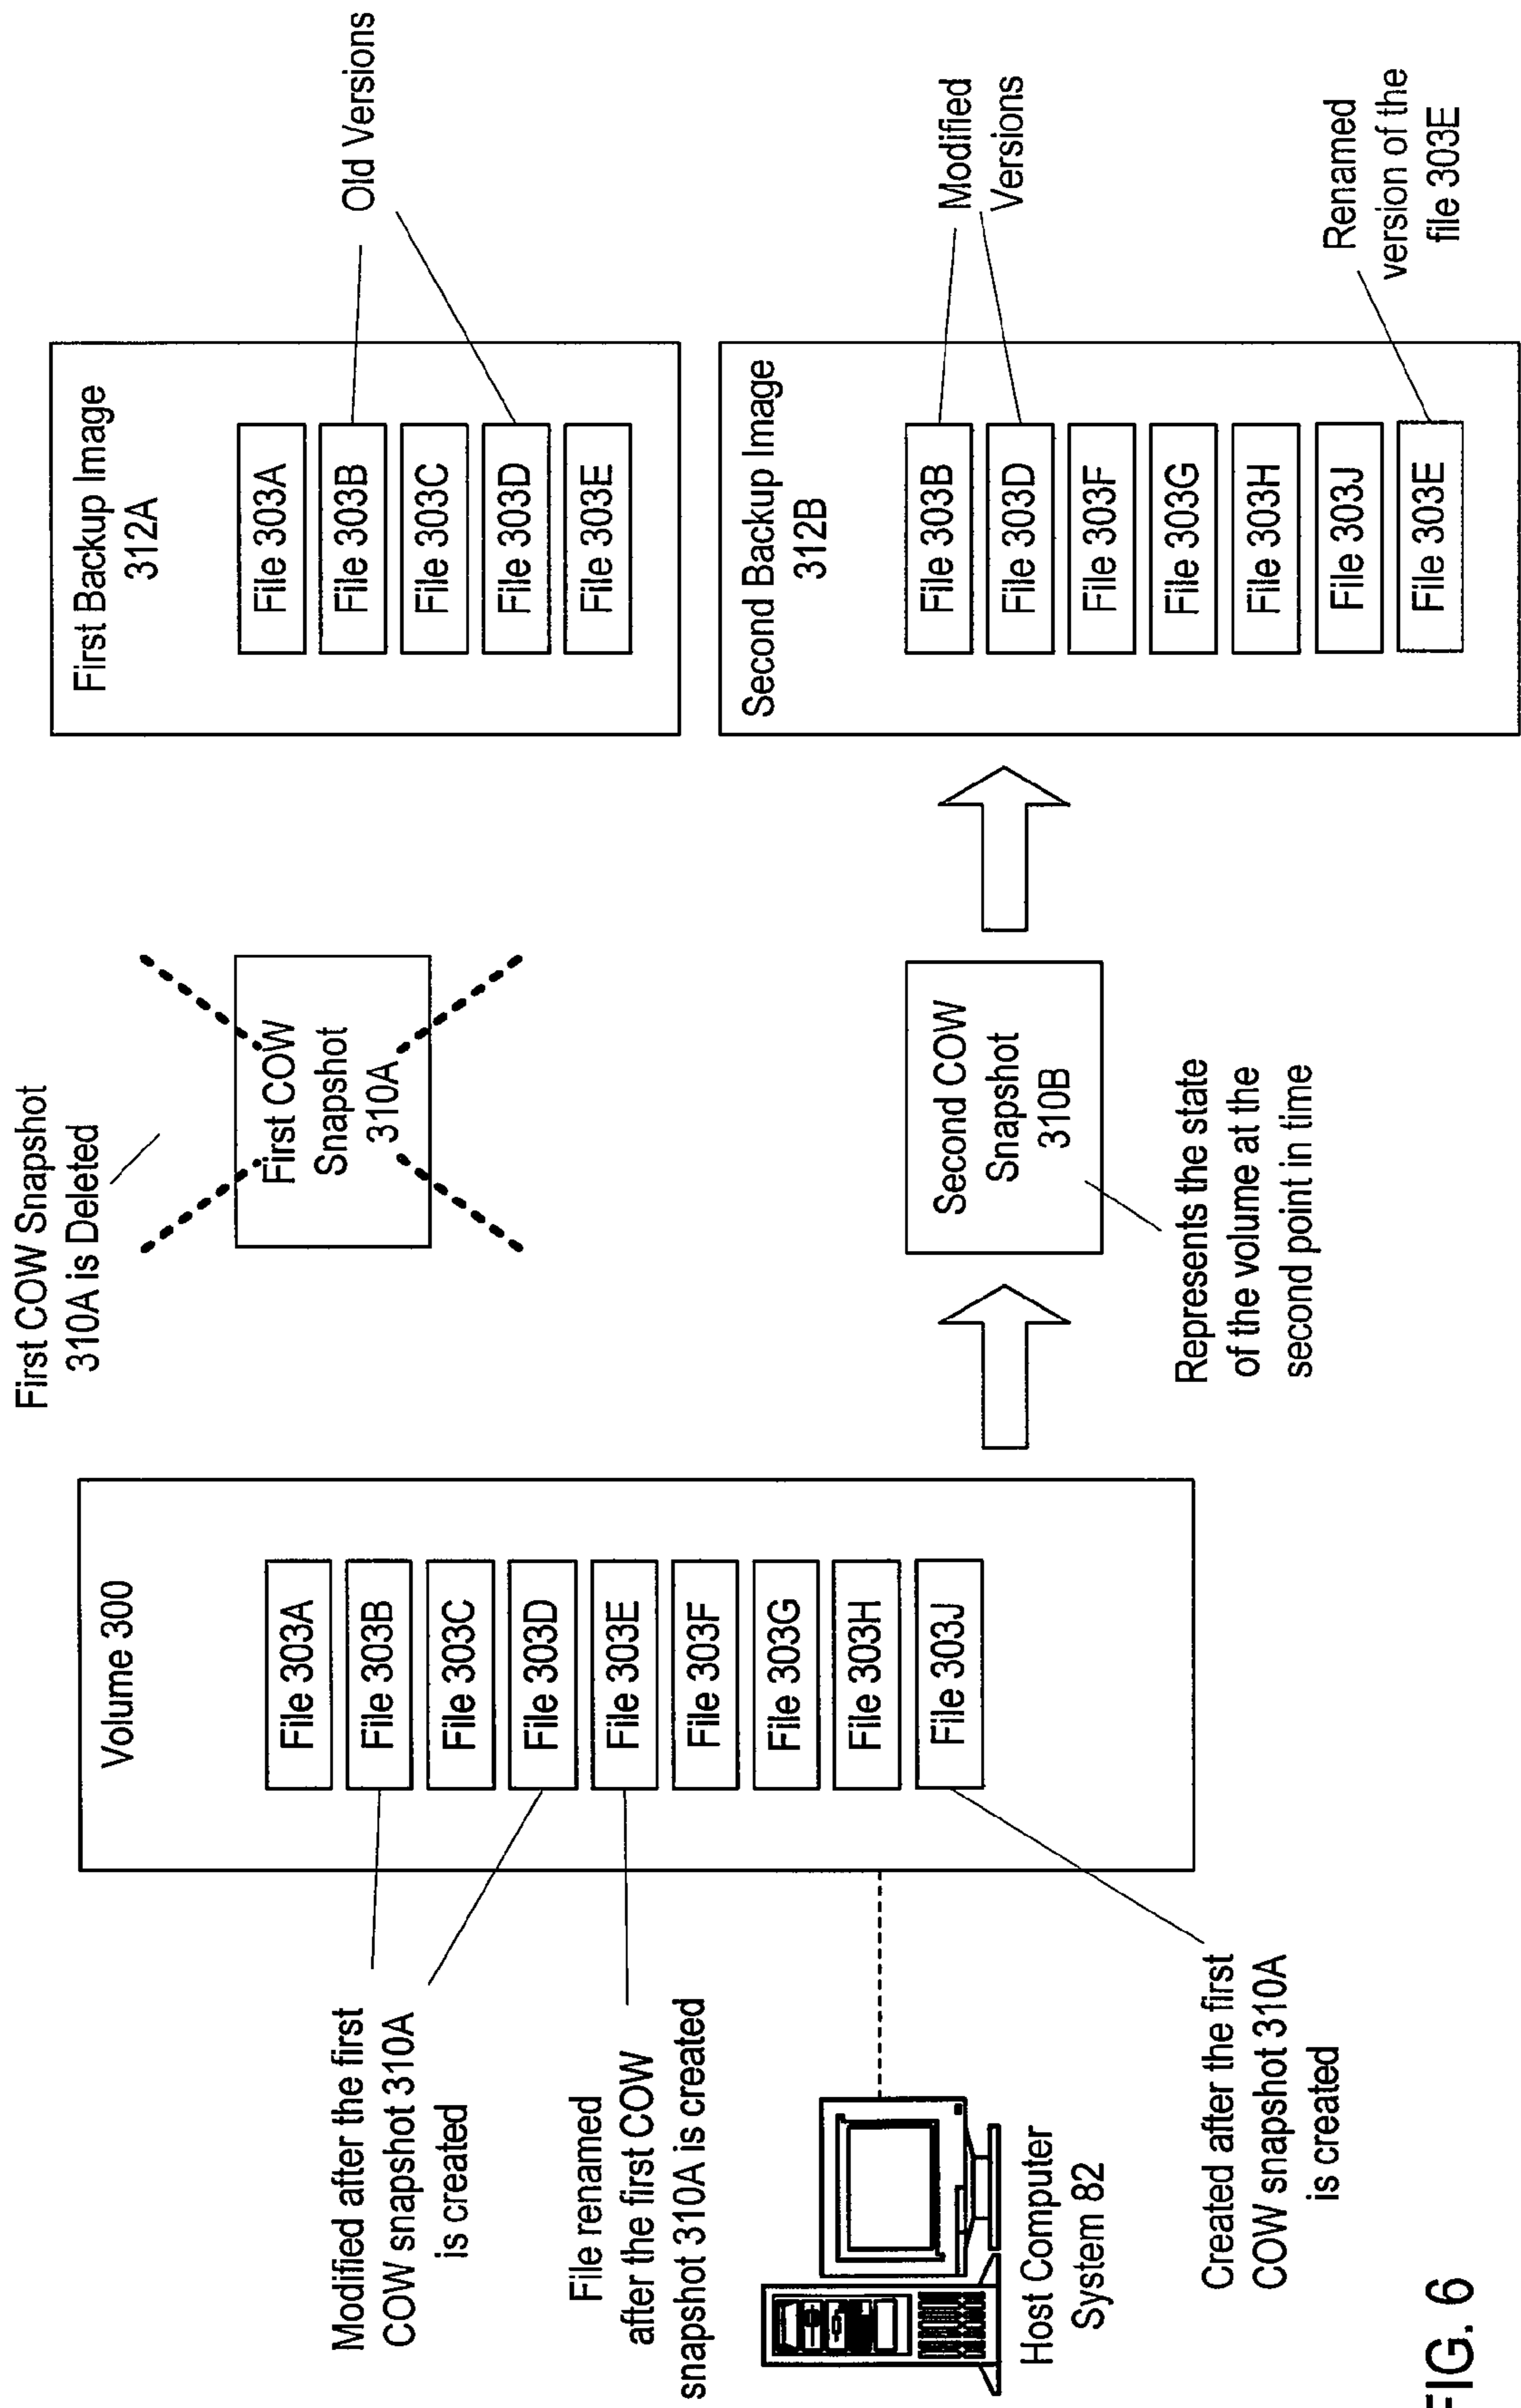 First COW Snapshot
310A is Deleted
Volume 300
File 303A
File 303B
File 303C
File 303D
File 303E
File 303F
File 303G
File 303H
File 303J
Modified after the first
COW snapshot 310A
is created
File renamed
after the first COW
snapshot 310A is created
Host Computer
System 82
Created after the first
COW snapshot 310A
is created
First COW
Snapshot
310A
Second COW
Snapshot
310B
Represents the state
of the volume at the
second point in time
First Backup Image
312A
File 303A
File 303B
File 303C
File 303D
File 303E
Old Versions
Second Backup Image
312B
File 303B
File 303D
File 303F
File 303G
File 303H
File 303J
File 303E
Modified
Versions
Renamed
version of the
file 303E
FIG. 6